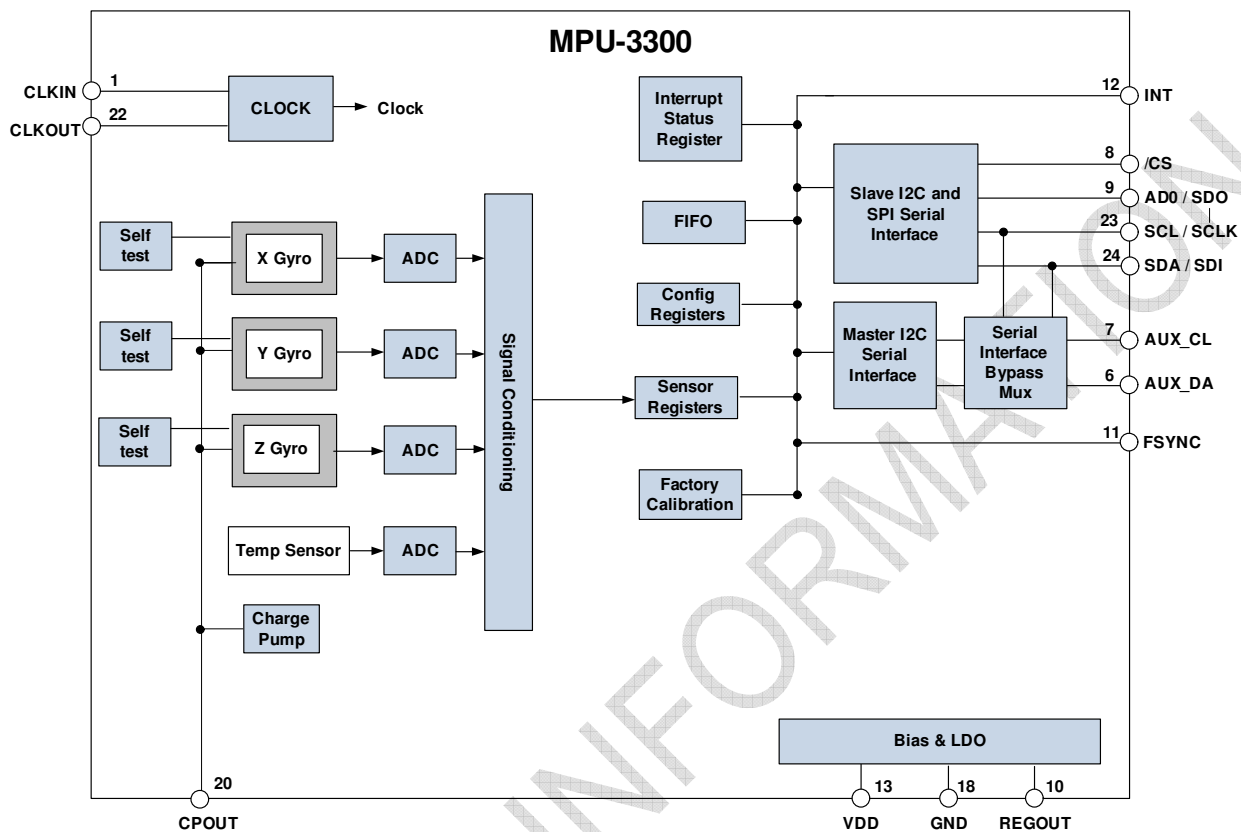 MPU-3300
1
CLKIN
22
CLKOUT
CLOCK
Clock
Self
test
X Gyro
ADC
Self
test
Y Gyro
ADC
Self
test
Z Gyro
ADC
Temp Sensor
ADC
Charge
Pump
Signal Conditioning
Interrupt
Status
Register
FIFO
Config
Registers
Sensor
Registers
Factory
Calibration
Slave I2C and
SPI Serial
Interface
Master I2C
Serial
Interface
Serial
Interface
Bypass
Mux
12
INT
8
/CS
9
AD0 / SDO
23
SCL / SCLK
24
SDA / SDI
7
AUX_CL
6
AUX_DA
11
FSYNC
Bias & LDO
20
CPOUT
13
VDD
18
GND
10
REGOUT
INFORMATION